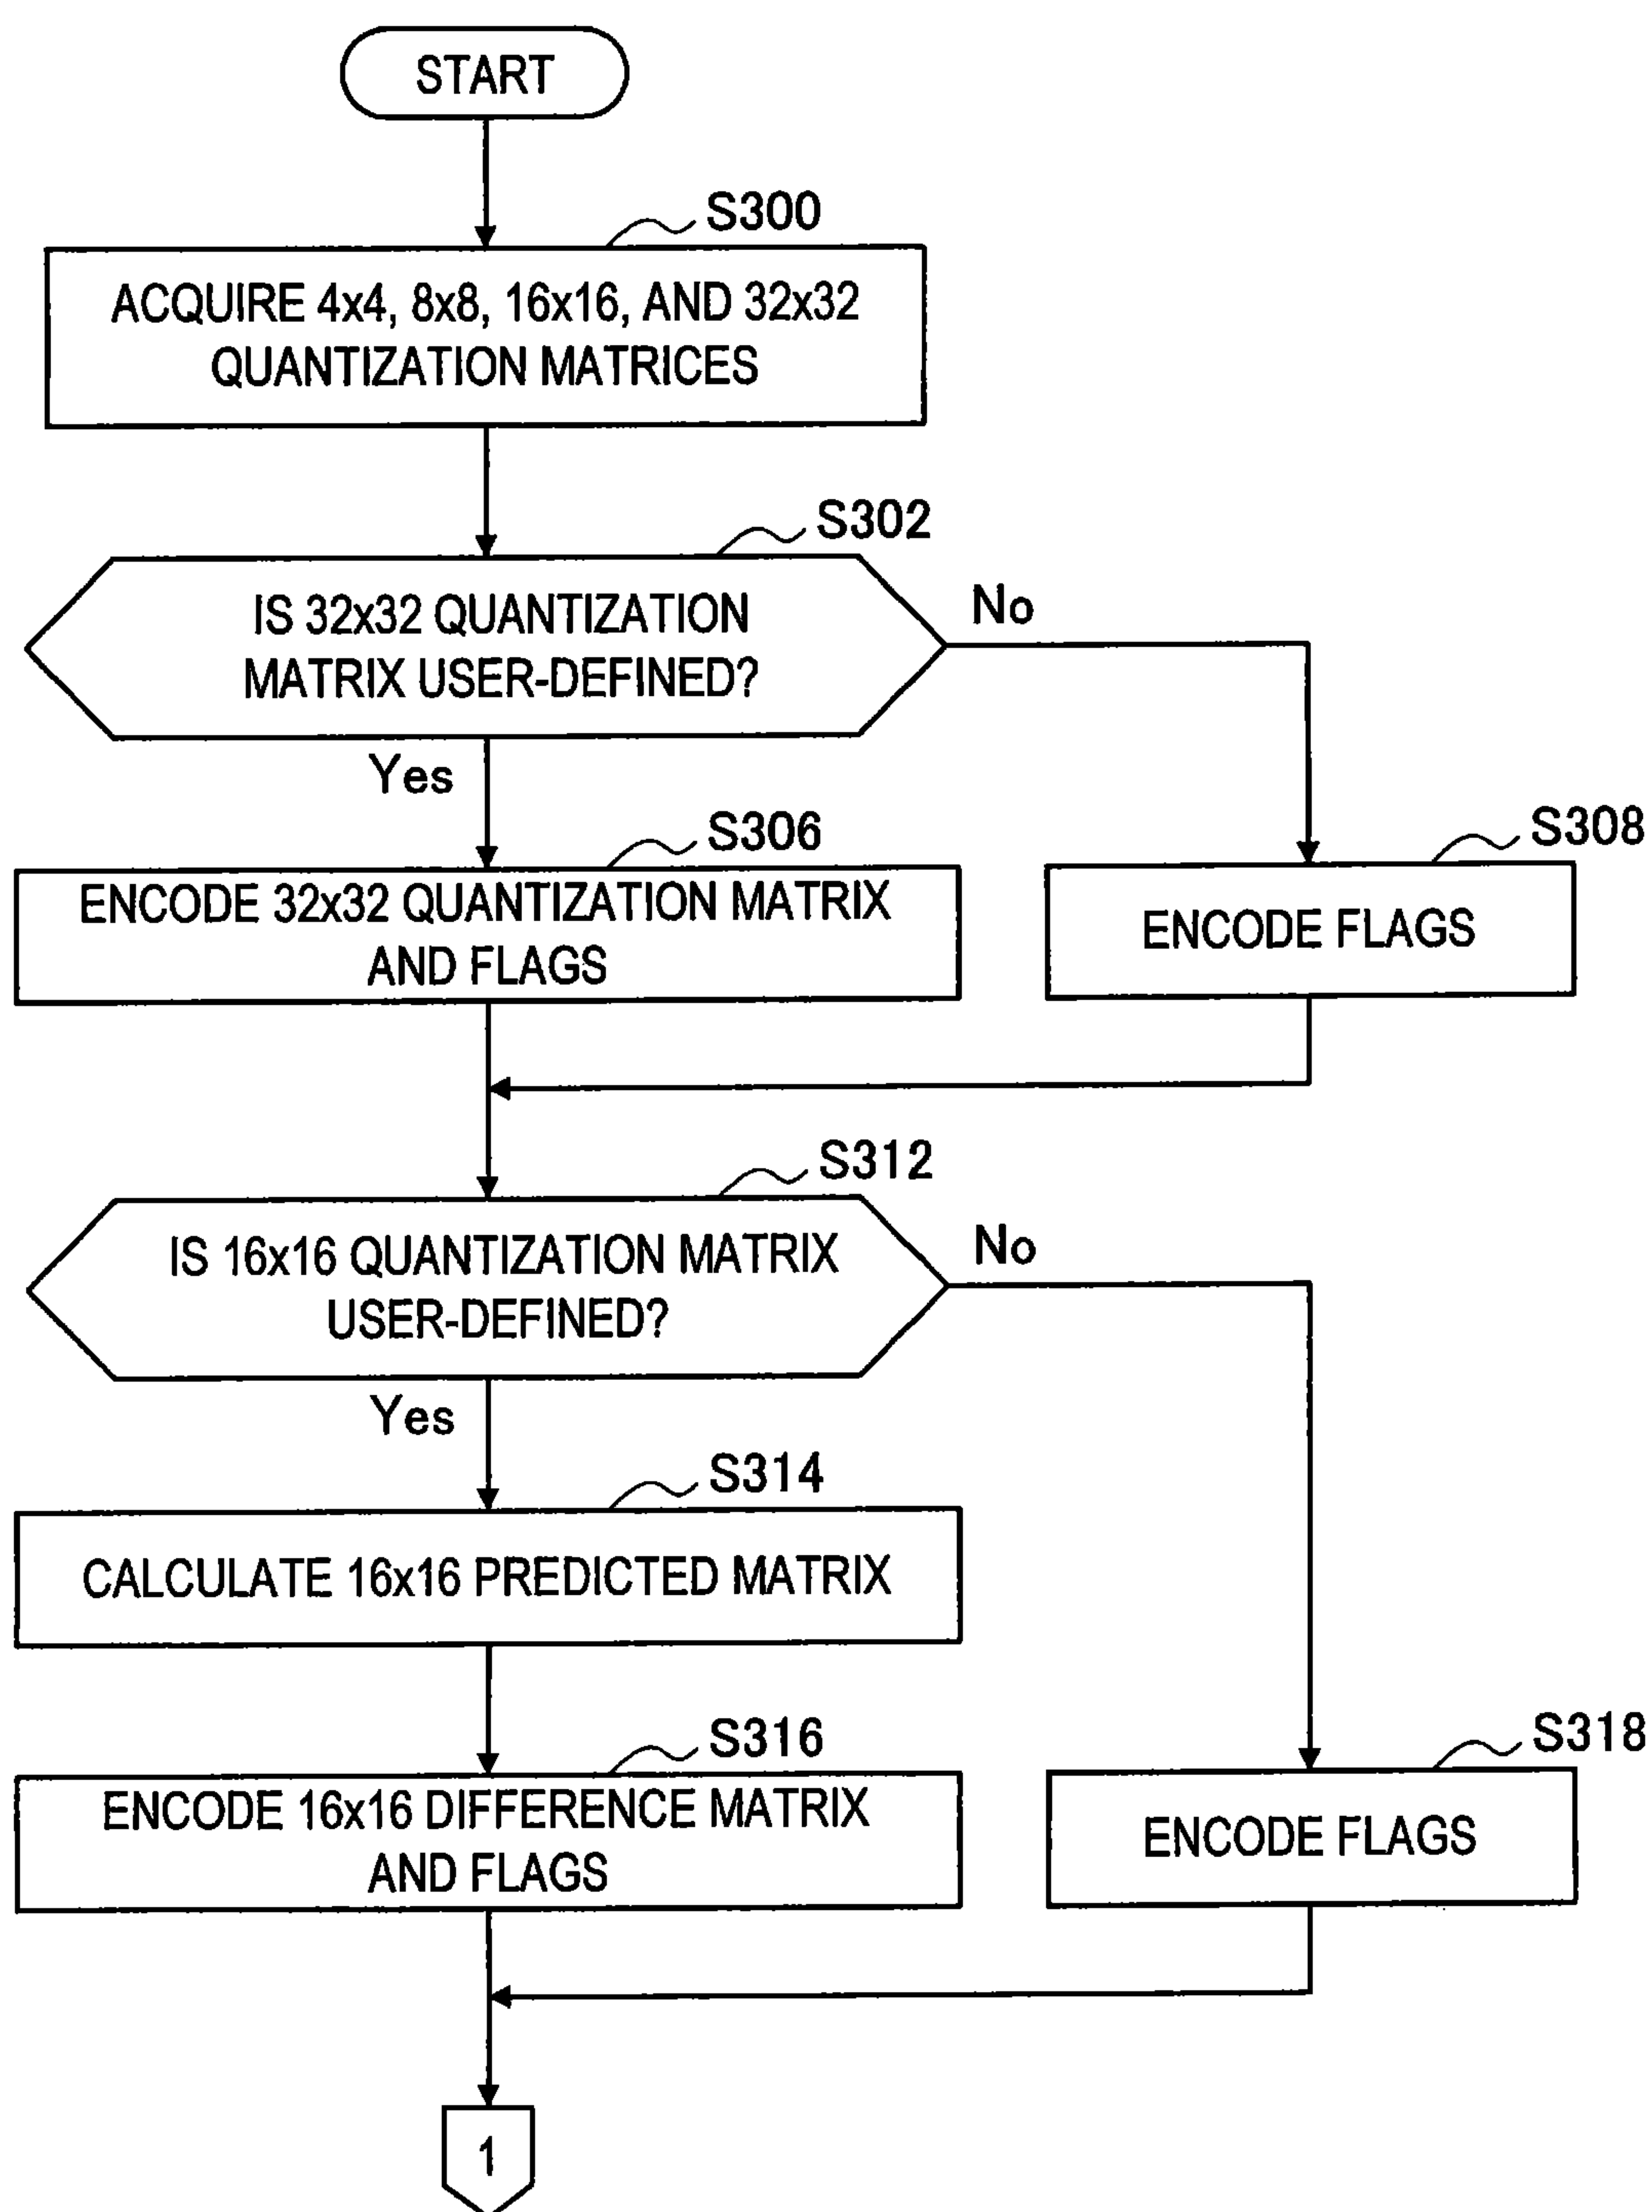 START
S300
ACQUIRE 4x4, 8x8, 16x16, AND 32x32
QUANTIZATION MATRICES
S302
IS 32x32 QUANTIZATION
MATRIX USER-DEFINED?
No
Yes
S306
S308
ENCODE 32x32 QUANTIZATION MATRIX
AND FLAGS
ENCODE FLAGS
S312
IS 16x16 QUANTIZATION MATRIX
USER-DEFINED?
No
Yes
S314
CALCULATE 16x16 PREDICTED MATRIX
S316
S318
ENCODE 16x16 DIFFERENCE MATRIX
AND FLAGS
ENCODE FLAGS
1